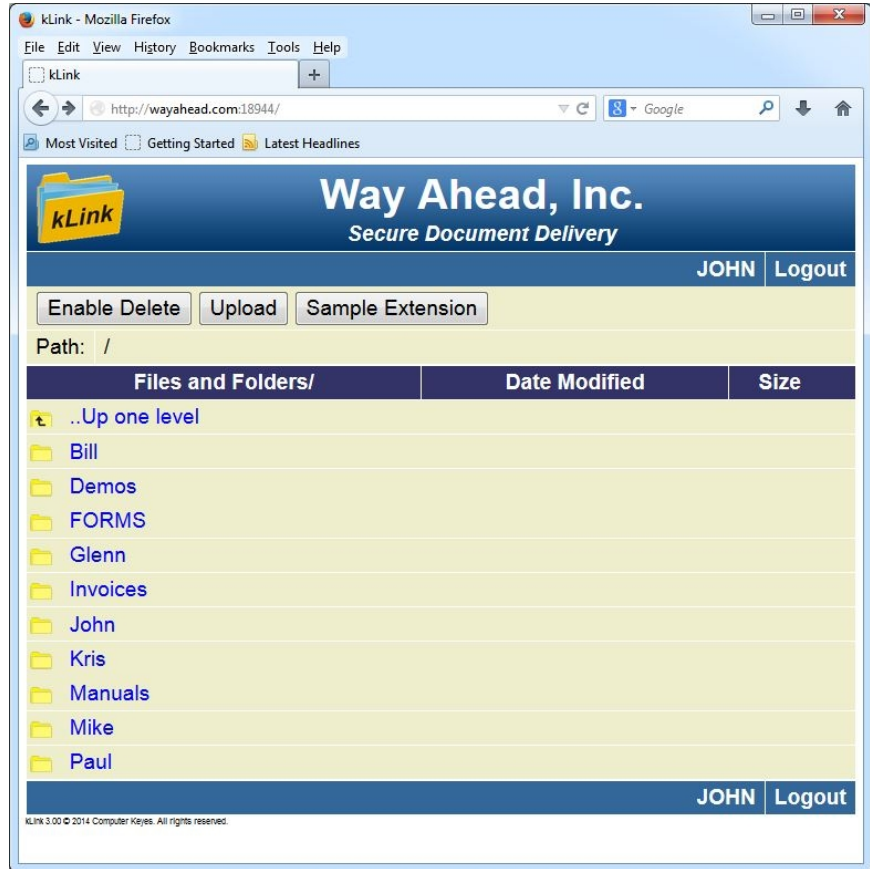 kLink - Mozilla Firefox
File Edit View History Bookmarks Tools Help
kLink +
http://wayahead.com:18944/ 8 Google
Most Visited Getting Started Latest Headlines
kLink
Way Ahead, Inc.
Secure Document Delivery
JOHN Logout
Enable Delete Upload Sample Extension
Path: /
Files and Folders/ Date Modified Size
..Up one level
Bill
Demos
FORMS
Glenn
Invoices
John
Kris
Manuals
Mike
Paul
JOHN Logout
kLink 3.00 © 2014 Computer Keyes. All rights reserved.